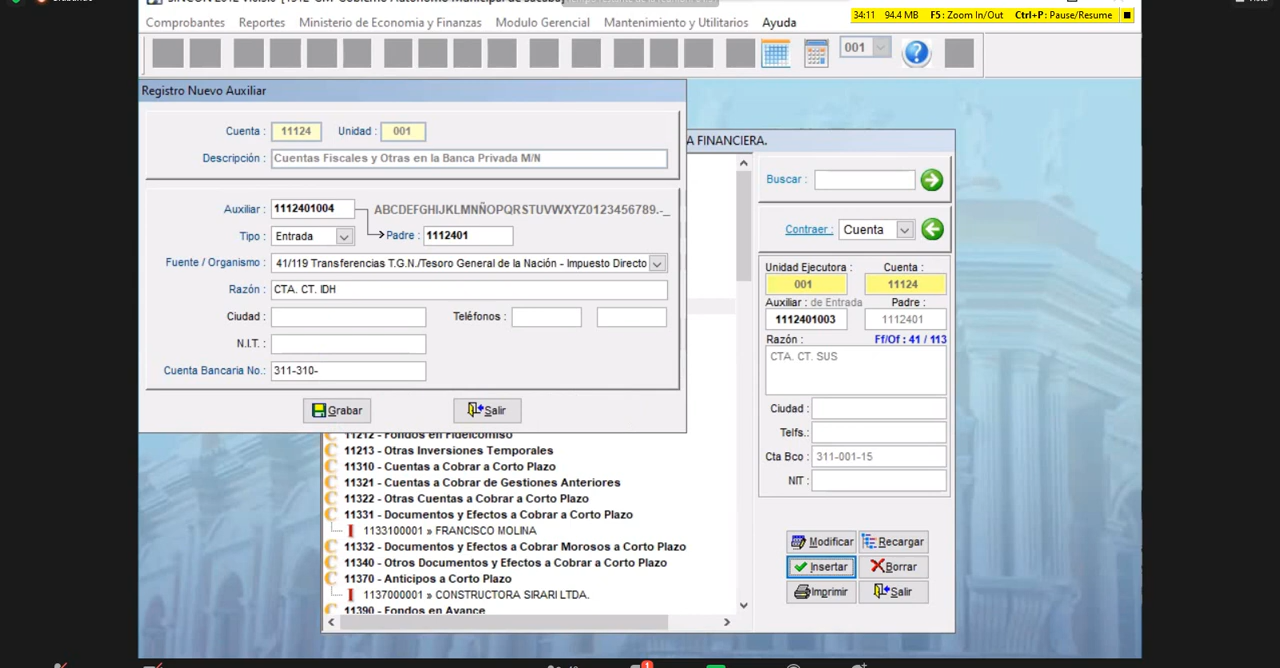 Comprobantes Reportes Ministerio de Economia y Finanzas Modulo Gerencial Mantenimiento y Utilitarios Ayuda
34:11 94.4 MB F5: Zoom In/Out Ctrl+P: Pause/Resume
001
Registro Nuevo Auxiliar
Cuenta : 11124 Unidad : 001
Descripción : Cuentas Fiscales y Otras en la Banca Privada M/N
Auxiliar : 1112401004 ABCDEFGHIJKLMNÑOPQRSTUVWXYZ0123456789.-_
Tipo : Entrada Padre : 1112401
Fuente / Organismo : 41/119 Transferencias T.G.N./Tesoro General de la Nación - Impuesto Directo
Razón : CTA. CT. IDH
Ciudad : Teléfonos :
N.I.T. :
Cuenta Bancaria No.: 311-310-
Grabar Salir
A FINANCIERA.
Buscar :
Contraer : Cuenta
Unidad Ejecutora : Cuenta :
001 11124
Auxiliar : de Entrada Padre :
1112401003 1112401
Razón : Ff/Of : 41 / 113
CTA. CT. SUS
Ciudad :
Telfs.:
Cta Bco : 311-001-15
NIT :
Modificar Recargar
Insertar Borrar
Imprimir Salir
11212 - Fondos en Fideicomiso
11213 - Otras Inversiones Temporales
11310 - Cuentas a Cobrar a Corto Plazo
11321 - Cuentas a Cobrar de Gestiones Anteriores
11322 - Otras Cuentas a Cobrar a Corto Plazo
11331 - Documentos y Efectos a Cobrar a Corto Plazo
1133100001 » FRANCISCO MOLINA
11332 - Documentos y Efectos a Cobrar Morosos a Corto Plazo
11340 - Otros Documentos y Efectos a Cobrar a Corto Plazo
11370 - Anticipos a Corto Plazo
1137000001 » CONSTRUCTORA SIRARI LTDA.
11390 - Fondos en Avance
1